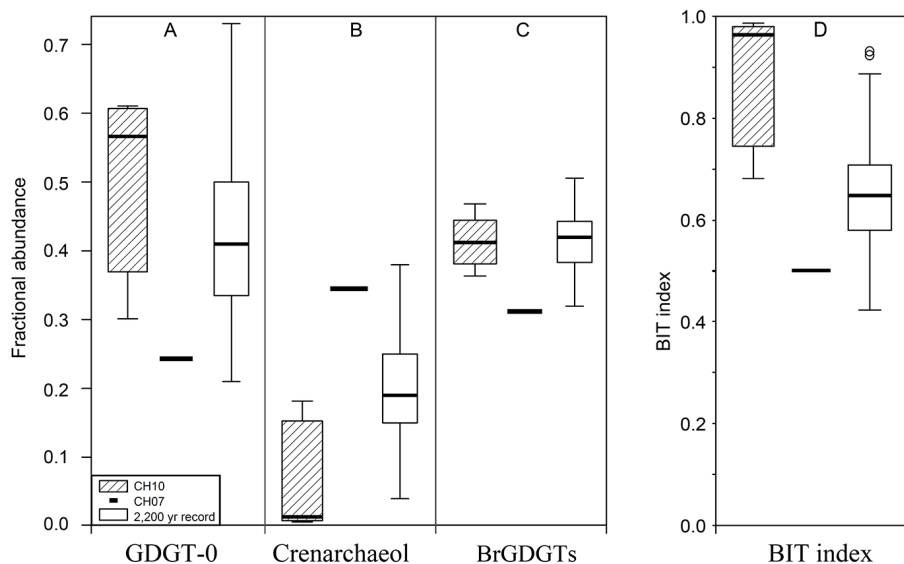 A
B
C
D
Fractional abundance
0.7
0.6
0.5
0.4
0.3
0.2
0.1
0.0
CH10
CH07
2,200 yr record
GDGT-0
Crenarchaeol
BrGDGTs
BIT index
1.0
0.8
0.6
0.4
0.2
0.0
BIT index